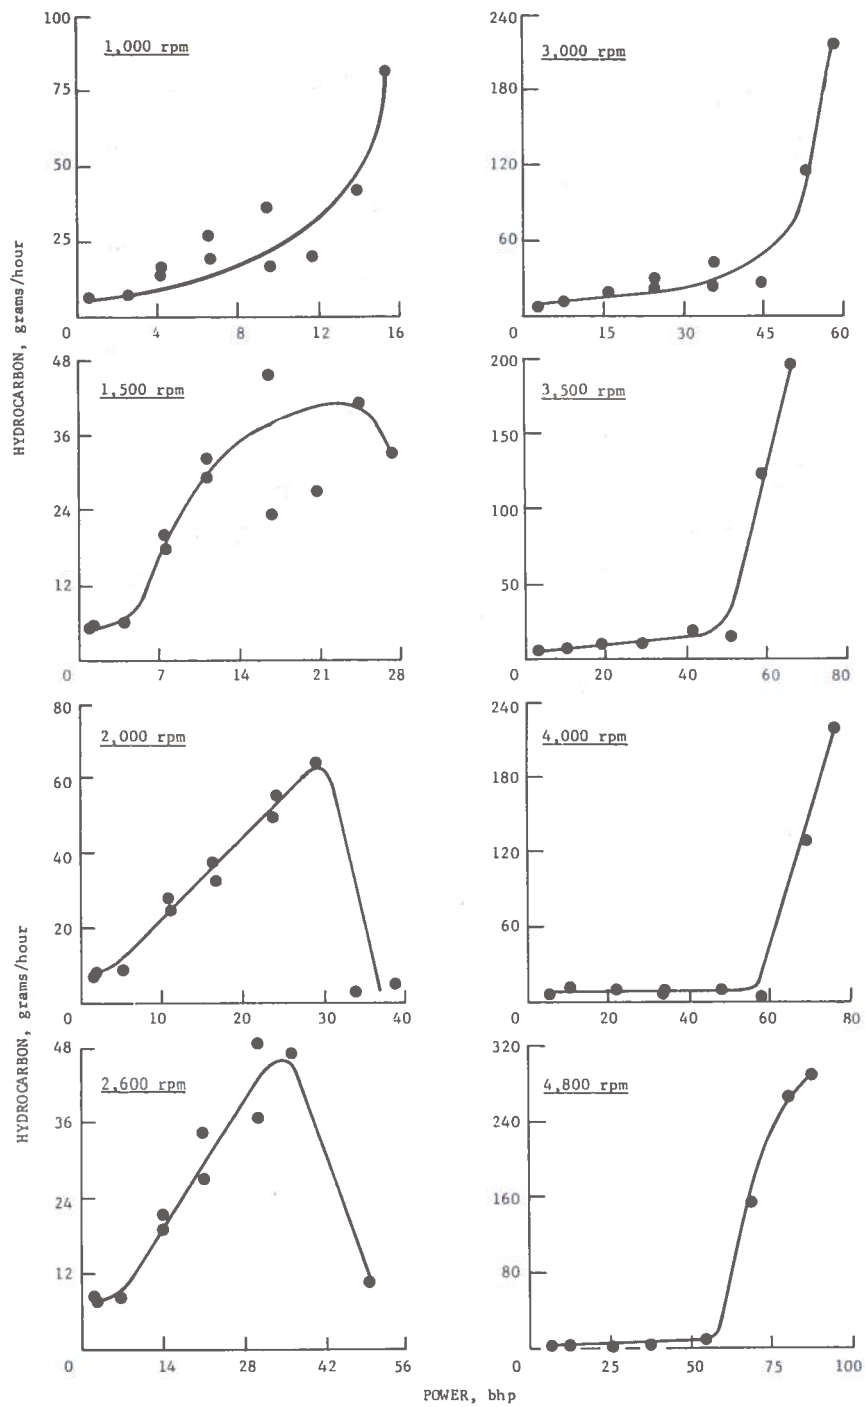 HYDROCARBON, grams/hour
1,000 rpm
100
75
50
25
0 4 8 12 16
3,000 rpm
240
180
120
60
0 15 30 45 60
1,500 rpm
48
36
24
12
0 7 14 21 28
3,500 rpm
200
150
100
50
0 20 40 60 80
HYDROCARBON, grams/hour
2,000 rpm
80
60
40
20
0 10 20 30 40
4,000 rpm
240
180
120
60
0 20 40 60 80
2,600 rpm
48
36
24
12
0 14 28 42 56
4,800 rpm
320
240
160
80
0 25 50 75 100
POWER, bhp